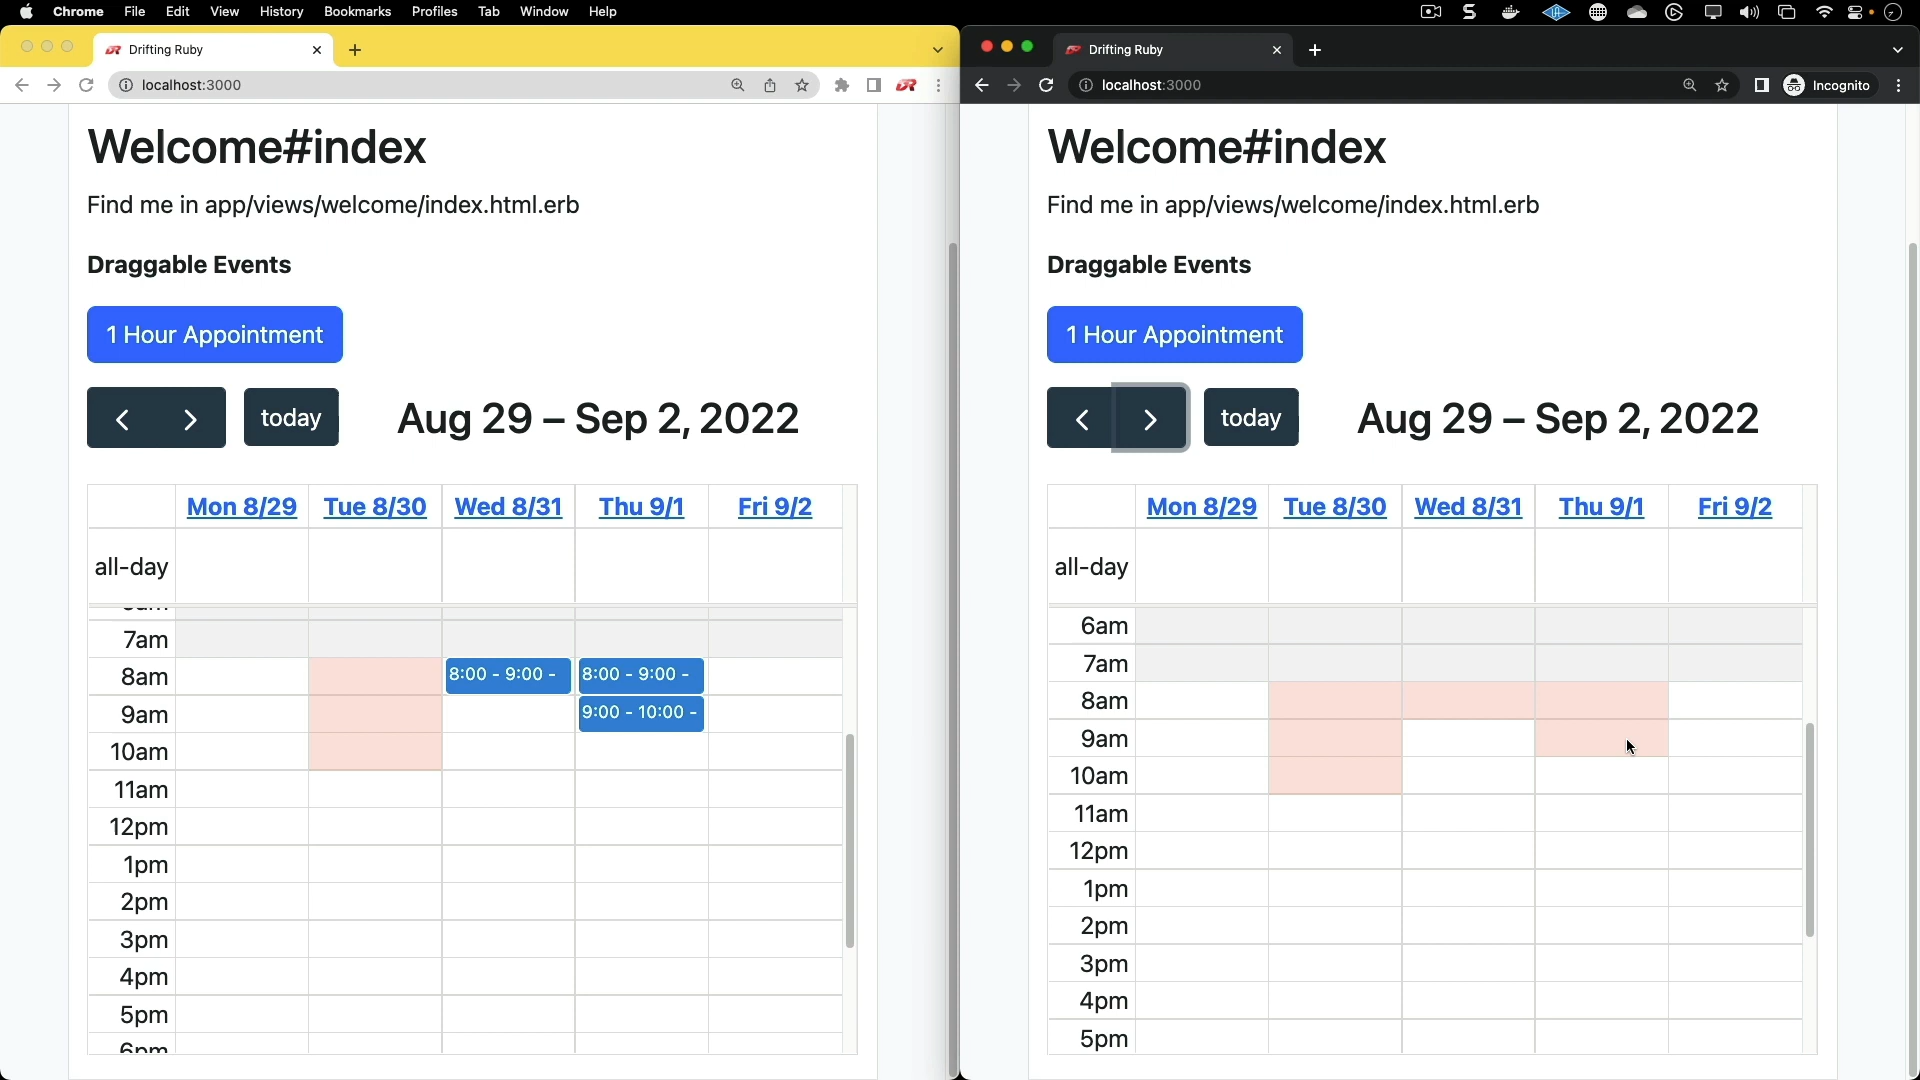 Chrome File Edit View History Bookmarks Profiles Tab Window Help
Drifting Ruby
localhost:3000
Welcome#index
Find me in app/views/welcome/index.html.erb
Draggable Events
1 Hour Appointment
today
Aug 29 – Sep 2, 2022
Mon 8/29 Tue 8/30 Wed 8/31 Thu 9/1 Fri 9/2
all-day
7am
8am 8:00 - 9:00 - 8:00 - 9:00 -
9am 9:00 - 10:00 -
10am
11am
12pm
1pm
2pm
3pm
4pm
5pm
6pm
Drifting Ruby
localhost:3000 Incognito
Welcome#index
Find me in app/views/welcome/index.html.erb
Draggable Events
1 Hour Appointment
today
Aug 29 – Sep 2, 2022
Mon 8/29 Tue 8/30 Wed 8/31 Thu 9/1 Fri 9/2
all-day
6am
7am
8am
9am
10am
11am
12pm
1pm
2pm
3pm
4pm
5pm